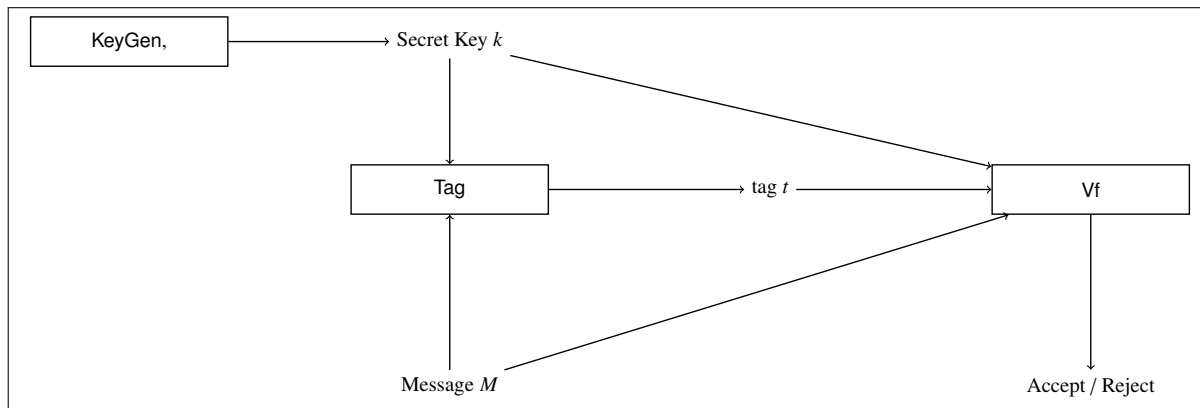 KeyGen,
Secret Key k
Tag
tag t
Vf
Message M
Accept / Reject